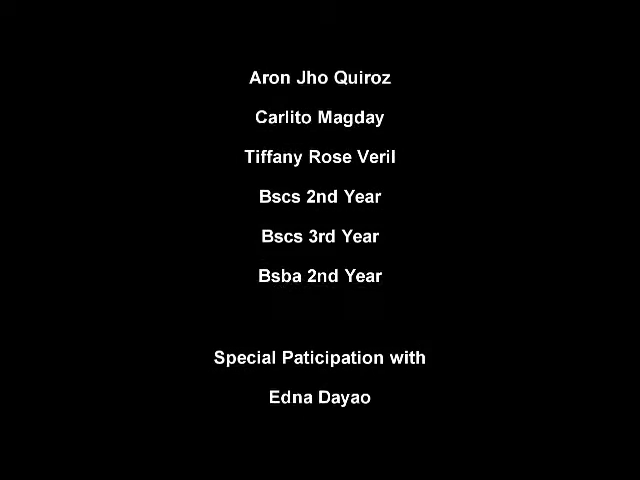 Aron Jho Quiroz
Carlito Magday
Tiffany Rose Veril
Bscs 2nd Year
Bscs 3rd Year
Bsba 2nd Year
Special Paticipation with
Edna Dayao